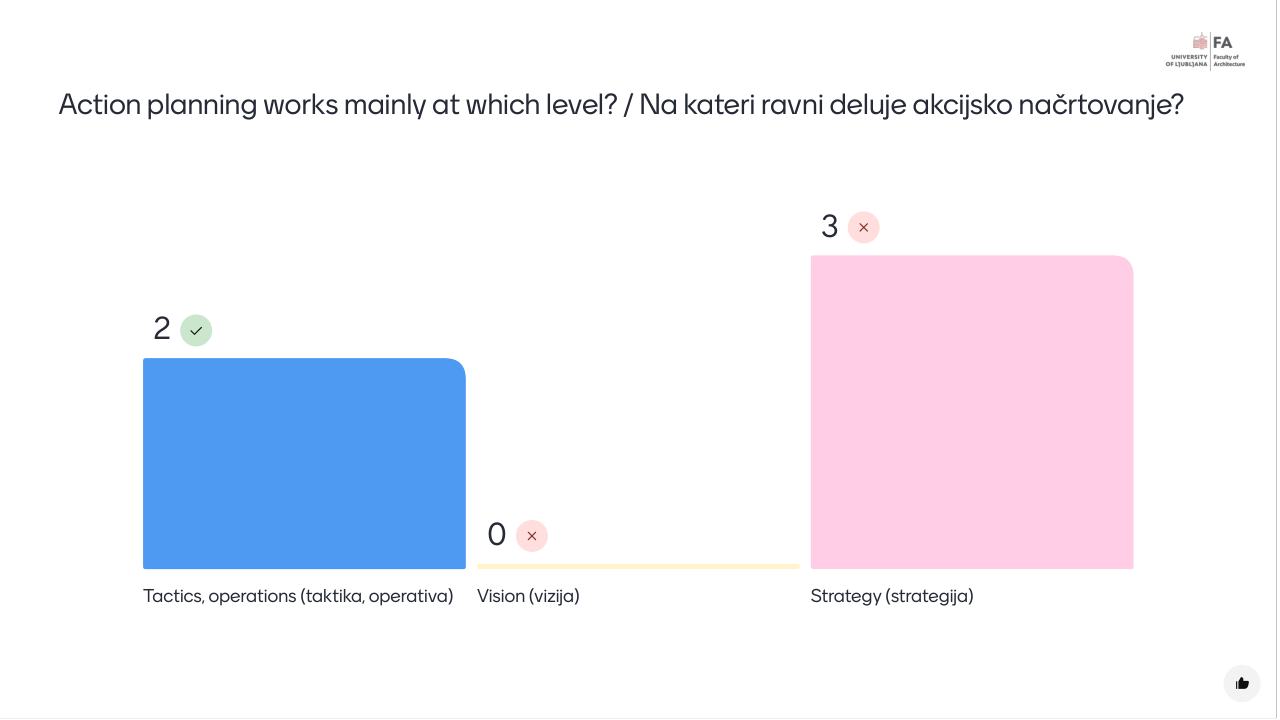 UNIVERSITY
OF LJUBLJANA
FA
Faculty of
Architecture
Action planning works mainly at which level? / Na kateri ravni deluje akcijsko načrtovanje?
2
0
3
Tactics, operations (taktika, operativa)
Vision (vizija)
Strategy (strategija)